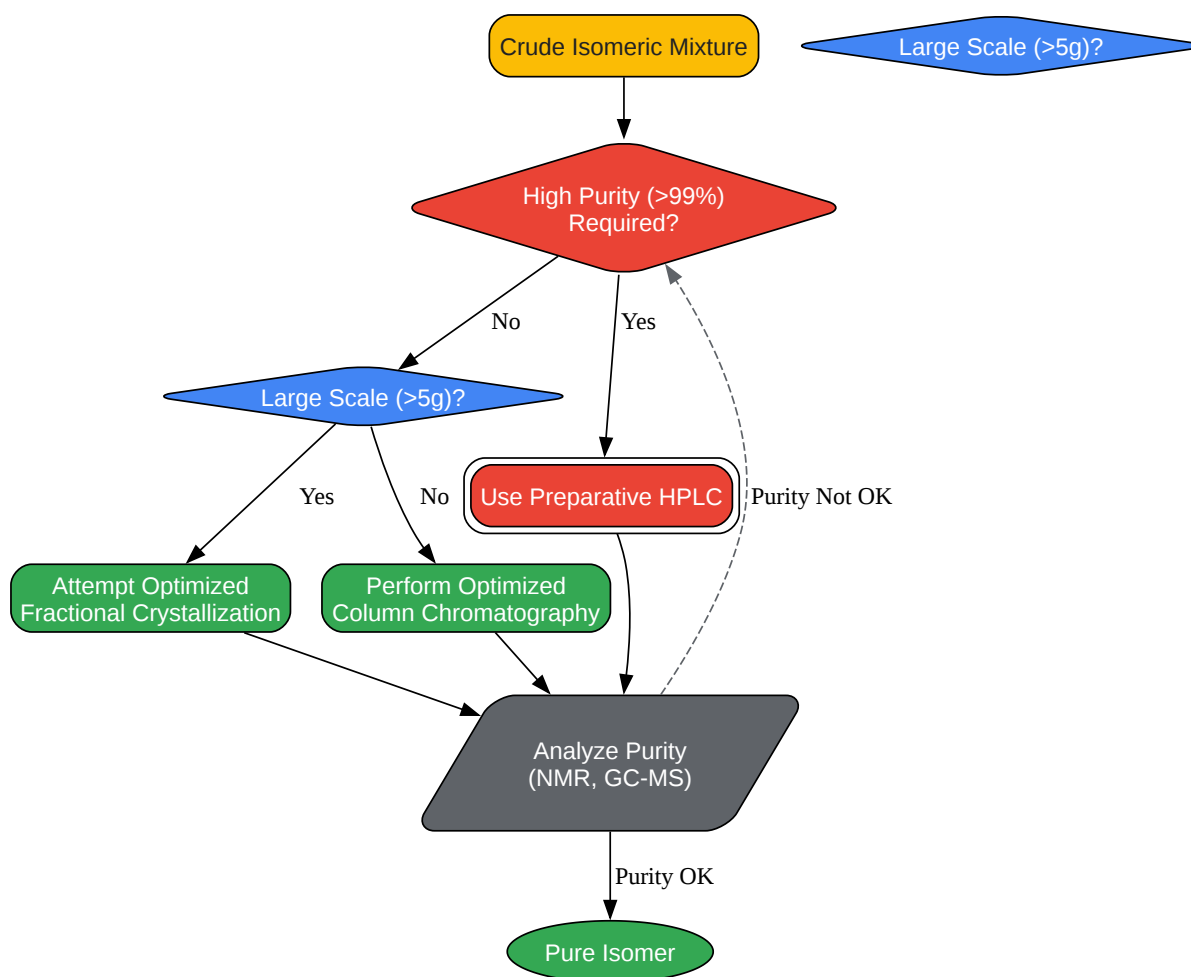 Crude Isomeric Mixture
Large Scale (>5g)?
High Purity (>99%)
Required?
No
Yes
Large Scale (>5g)?
Yes
No
Use Preparative HPLC
Purity Not OK
Attempt Optimized
Fractional Crystallization
Perform Optimized
Column Chromatography
Analyze Purity
(NMR, GC-MS)
Purity OK
Pure Isomer